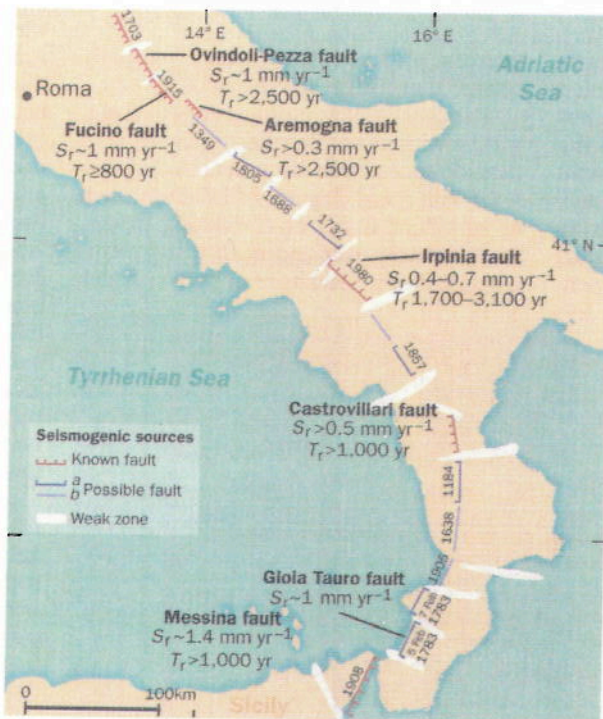 14° E
16° E
1703
Ovindoli-Pezza fault
Sr~1 mm yr⁻¹
Tr>2,500 yr
Adriatic
Sea
Roma
1915
Fucino fault
Sr~1 mm yr⁻¹
Tr≥800 yr
Aremogna fault
Sr>0.3 mm yr⁻¹
Tr>2,500 yr
1349
1805
1688
1732
41° N
1980
Irpinia fault
Sr 0.4–0.7 mm yr⁻¹
Tr 1,700–3,100 yr
1857
Tyrrhenian Sea
Castrovillari fault
Sr>0.5 mm yr⁻¹
Tr>1,000 yr
Seismogenic sources
Known fault
a
b Possible fault
Weak zone
1184
1638
1905
Gioia Tauro fault
Sr~1 mm yr⁻¹
7 Feb
1783
5 Feb
1783
Messina fault
Sr~1.4 mm yr⁻¹
Tr>1,000 yr
1908
0 100km
Sicily